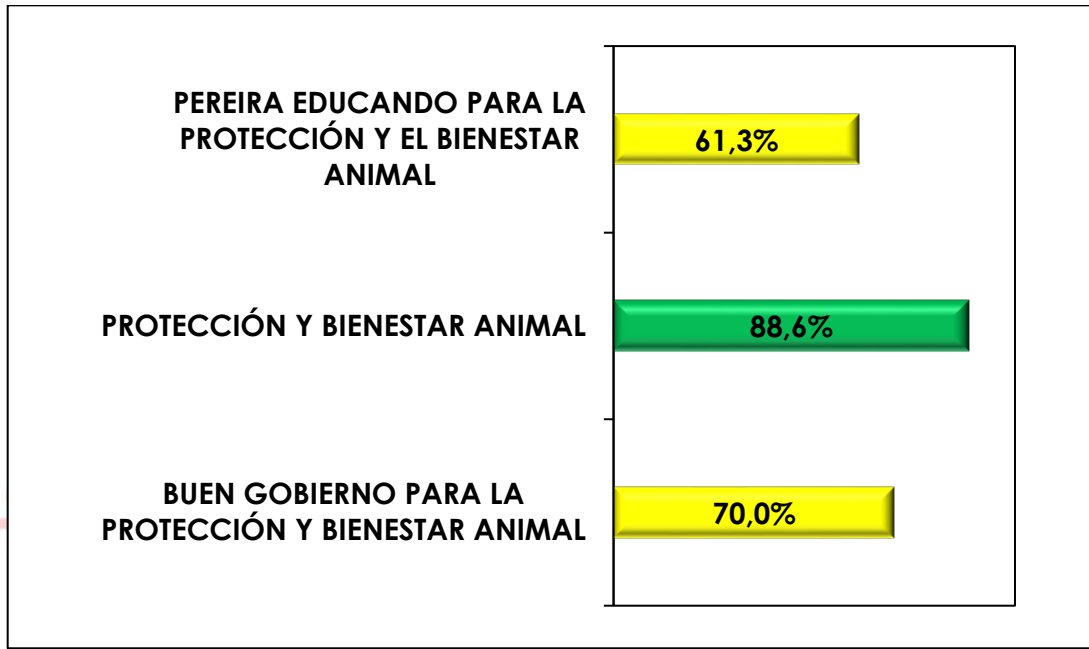 PEREIRA EDUCANDO PARA LA
PROTECCIÓN Y EL BIENESTAR
ANIMAL
61,3%
PROTECCIÓN Y BIENESTAR ANIMAL
88,6%
BUEN GOBIERNO PARA LA
PROTECCIÓN Y BIENESTAR ANIMAL
70,0%